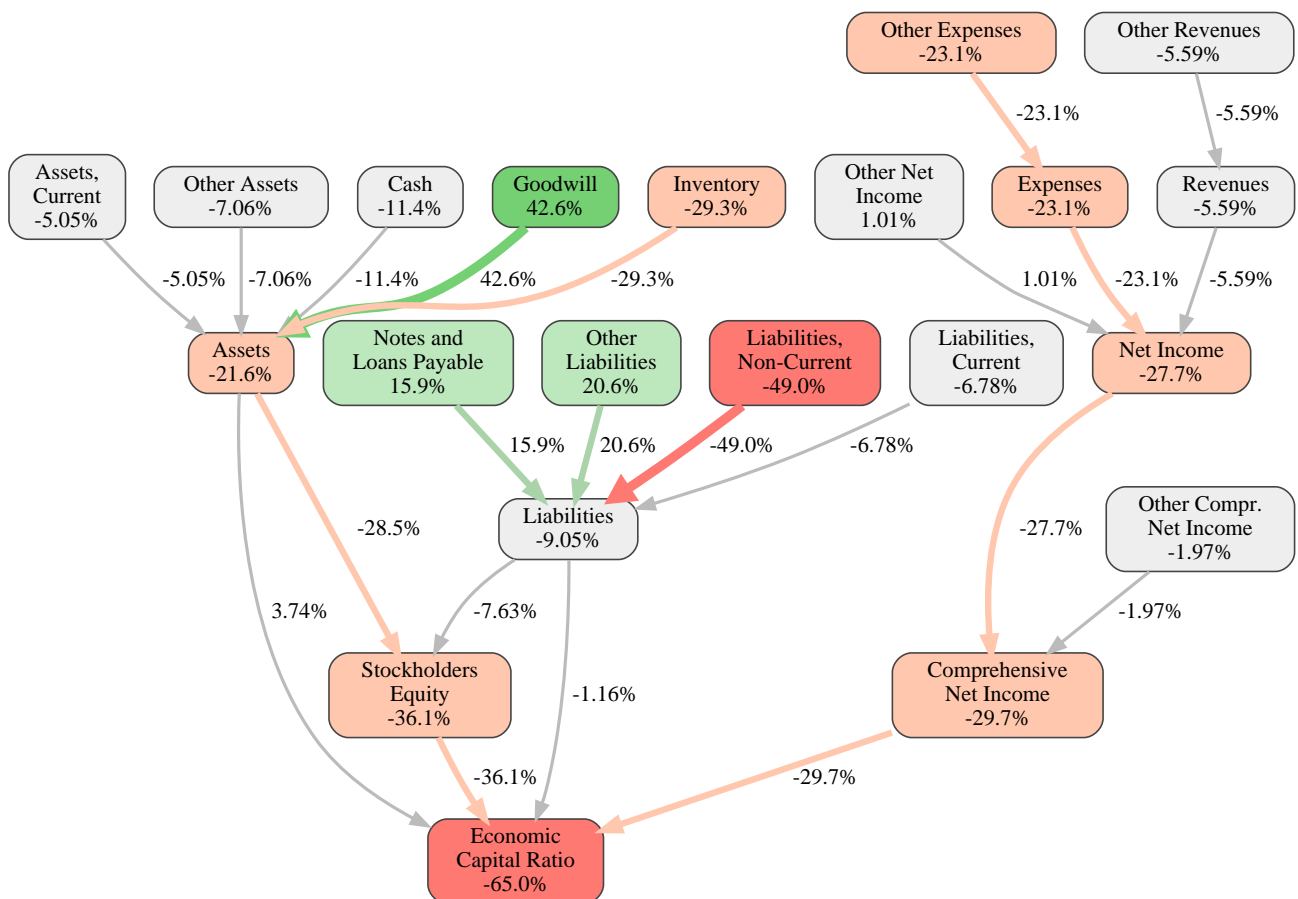 Other Expenses
-23.1%
Other Revenues
-5.59%
-23.1%
-5.59%
Assets,
Current
-5.05%
Other Assets
-7.06%
Cash
-11.4%
Goodwill
42.6%
Inventory
-29.3%
Other Net
Income
1.01%
Expenses
-23.1%
Revenues
-5.59%
-5.05%
-7.06%
-11.4%
42.6%
-29.3%
1.01%
-23.1%
-5.59%
Assets
-21.6%
Notes and
Loans Payable
15.9%
Other
Liabilities
20.6%
Liabilities,
Non-Current
-49.0%
Liabilities,
Current
-6.78%
Net Income
-27.7%
15.9%
20.6%
-49.0%
-6.78%
-28.5%
Liabilities
-9.05%
-27.7%
Other Compr.
Net Income
-1.97%
3.74%
-7.63%
-1.97%
Stockholders
Equity
-36.1%
-1.16%
Comprehensive
Net Income
-29.7%
-36.1%
-29.7%
Economic
Capital Ratio
-65.0%